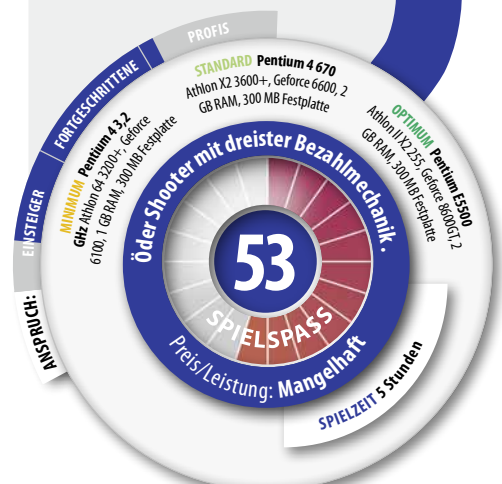 ANSPRUCH:
EINSTEIGER
FORTGESCHRITTENE
PROFIS
MINIMUM Pentium 4 3,2
GHz Athlon 64 3200+, Geforce
6100, 1 GB RAM, 300 MB Festplatte
STANDARD Pentium 4 670
Athlon X2 3600+, Geforce 6600, 2
GB RAM, 300 MB Festplatte
OPTIMUM Pentium E5500
Athlon II X2 255, Geforce 8600GT, 2
GB RAM, 300 MB Festplatte
Öder Shooter mit dreister Bezahlmechanik.
53
SPIELSPA$$
Preis/Leistung: Mangelhaft
SPIELZEIT 5 Stunden